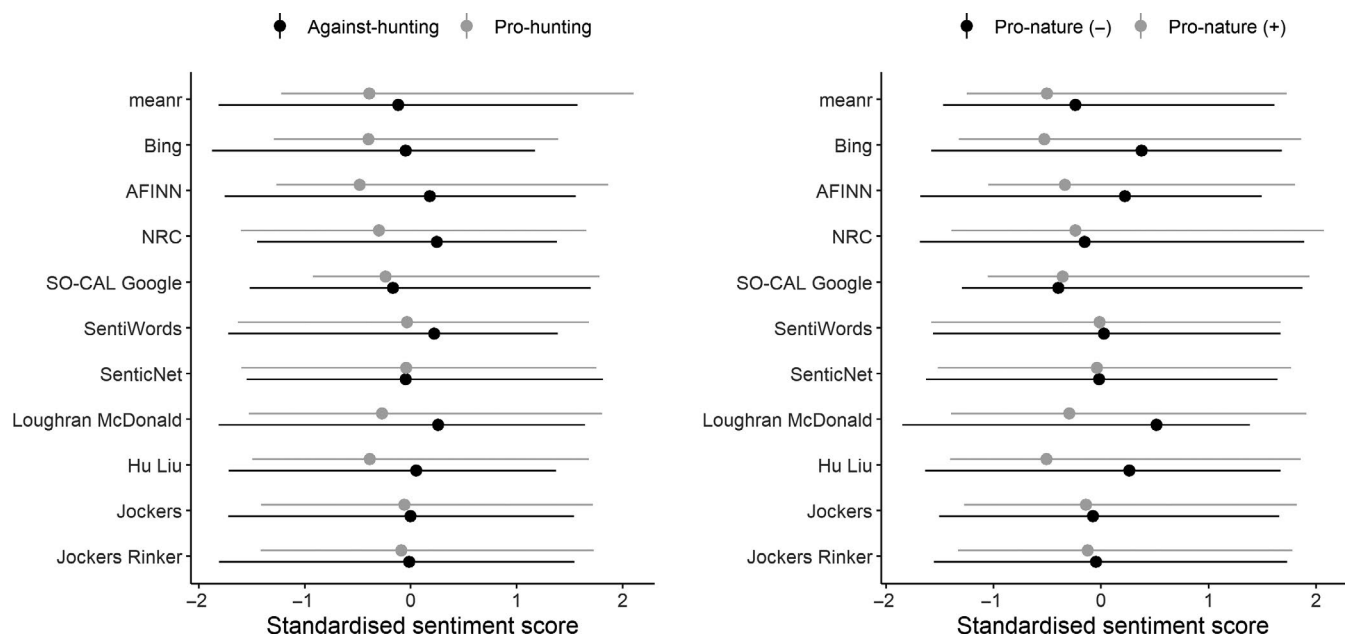 Against-hunting Pro-hunting
meanr
Bing
AFINN
NRC
SO-CAL Google
SentiWords
SenticNet
Loughran McDonald
Hu Liu
Jockers
Jockers Rinker
−2 −1 0 1 2
Standardised sentiment score
Pro-nature (−) Pro-nature (+)
meanr
Bing
AFINN
NRC
SO-CAL Google
SentiWords
SenticNet
Loughran McDonald
Hu Liu
Jockers
Jockers Rinker
−2 −1 0 1 2
Standardised sentiment score